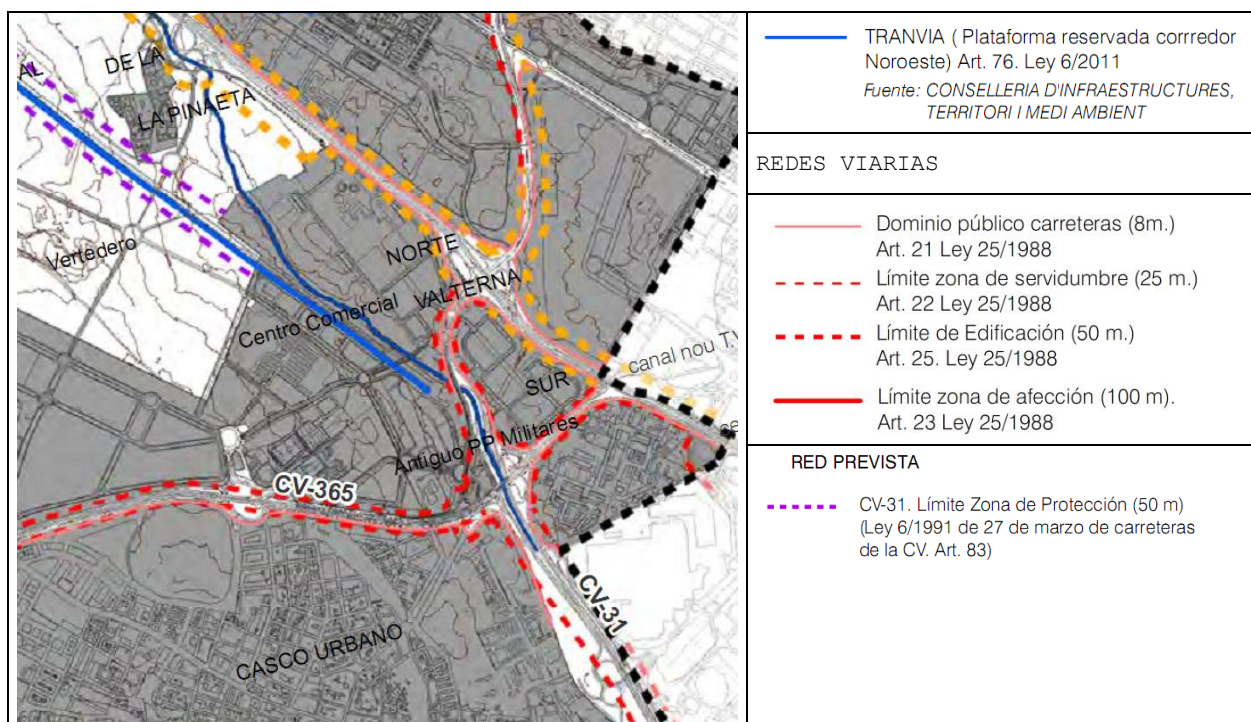 DE LA
AL
LA PINAETA
Vertedero
NORTE
VALTERNA
Centro Comercial
canal nou T.V
SUR
Antiguo PP Militares
CV-365
CV-31
CASCO URBANO
TRANVIA ( Plataforma reservada corrredor
Noroeste) Art. 76. Ley 6/2011
Fuente: CONSELLERIA D'INFRAESTRUCTURES,
TERRITORI I MEDI AMBIENT
REDES VIARIAS
Dominio público carreteras (8m.)
Art. 21 Ley 25/1988
Límite zona de servidumbre (25 m.)
Art. 22 Ley 25/1988
Límite de Edificación (50 m.)
Art. 25. Ley 25/1988
Límite zona de afección (100 m).
Art. 23 Ley 25/1988
RED PREVISTA
CV-31. Límite Zona de Protección (50 m)
(Ley 6/1991 de 27 de marzo de carreteras
de la CV. Art. 83)